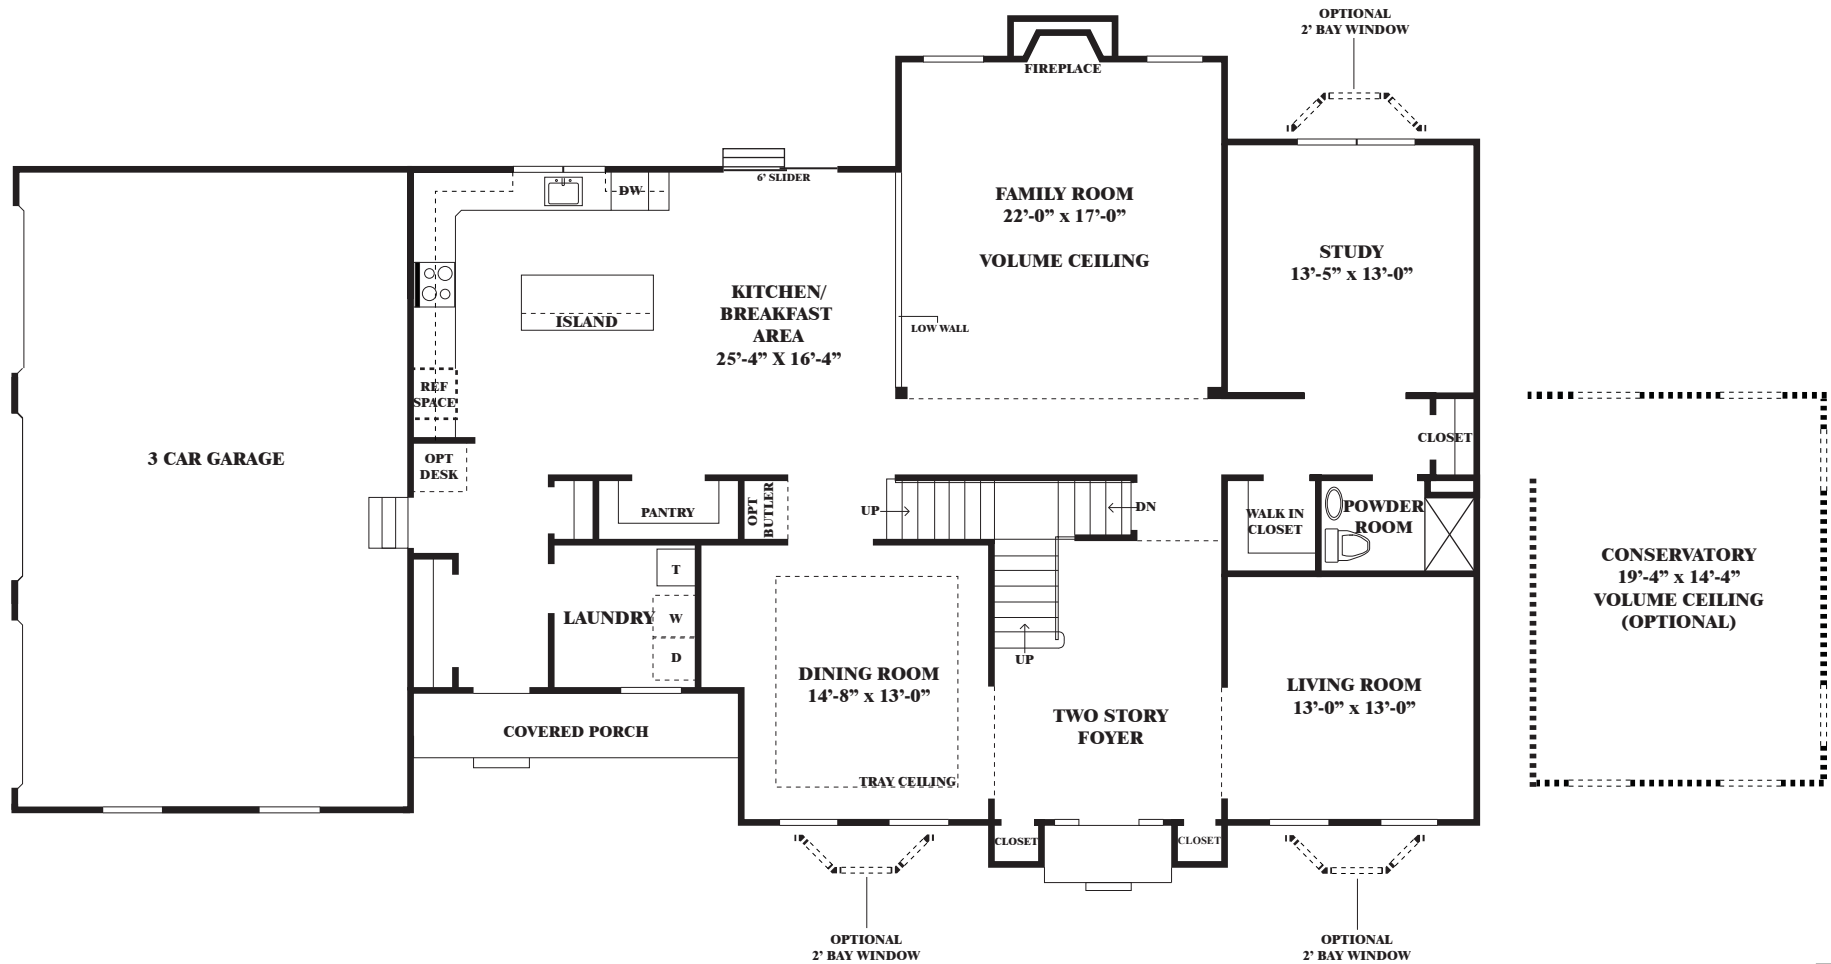 OPTIONAL
2’ BAY WINDOW
FIREPLACE
6’ SLIDER
DW
FAMILY ROOM
22’-0” x 17’-0”
VOLUME CEILING
STUDY
13’-5” x 13’-0”
KITCHEN/
BREAKFAST
AREA
25’-4” X 16’-4”
ISLAND
LOW WALL
REF
SPACE
3 CAR GARAGE
OPT
DESK
CLOSET
PANTRY
OPT
BUTLER
UP
DN
WALK IN
CLOSET
POWDER
ROOM
CONSERVATORY
19’-4” x 14’-4”
VOLUME CEILING
(OPTIONAL)
T
LAUNDRY
W
D
UP
DINING ROOM
14’-8” x 13’-0”
LIVING ROOM
13’-0” x 13’-0”
TWO STORY
FOYER
COVERED PORCH
TRAY CEILING
CLOSET
CLOSET
OPTIONAL
2’ BAY WINDOW
OPTIONAL
2’ BAY WINDOW